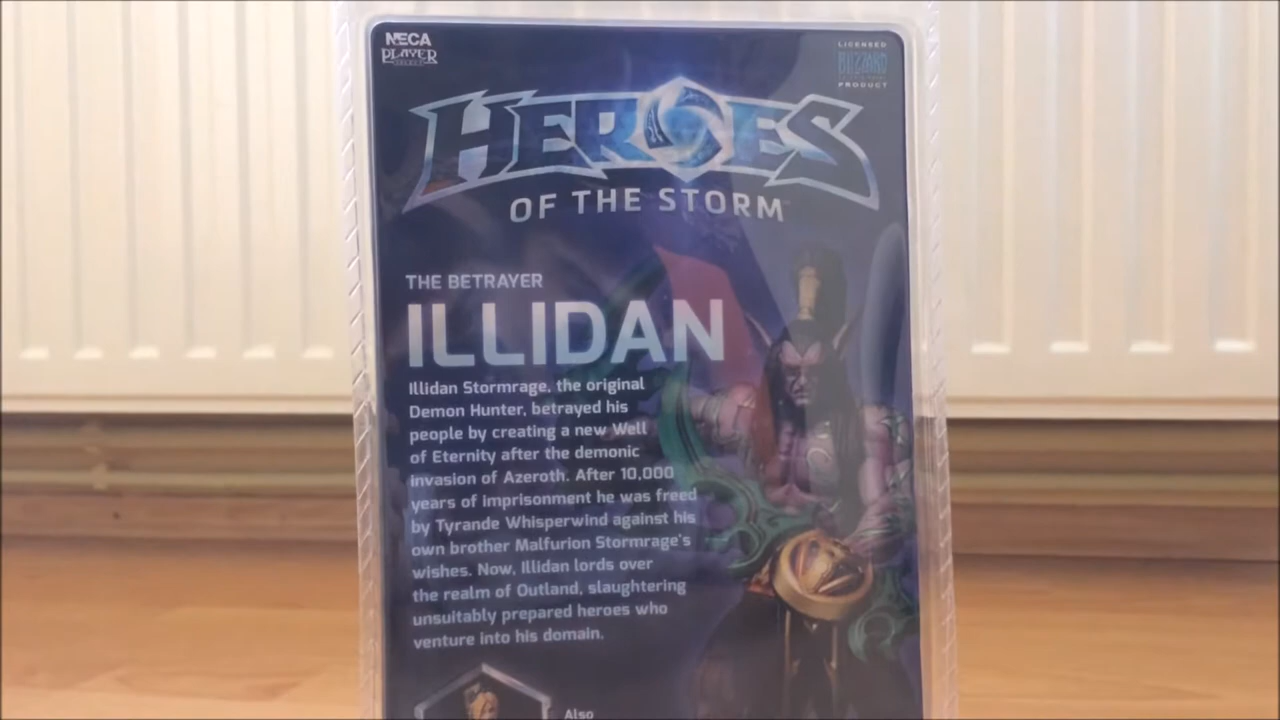 NECA
PLAYER
SELECT
LICENSED
BLIZZARD
PRODUCT
HEROES
OF THE STORM
THE BETRAYER
ILLIDAN
Illidan Stormrage, the original
Demon Hunter, betrayed his
people by creating a new Well
of Eternity after the demonic
invasion of Azeroth. After 10,000
years of imprisonment he was freed
by Tyrande Whisperwind against his
own brother Malfurion Stormrage's
wishes. Now, Illidan lords over
the realm of Outland, slaughtering
unsuitably prepared heroes who
venture into his domain.
Also